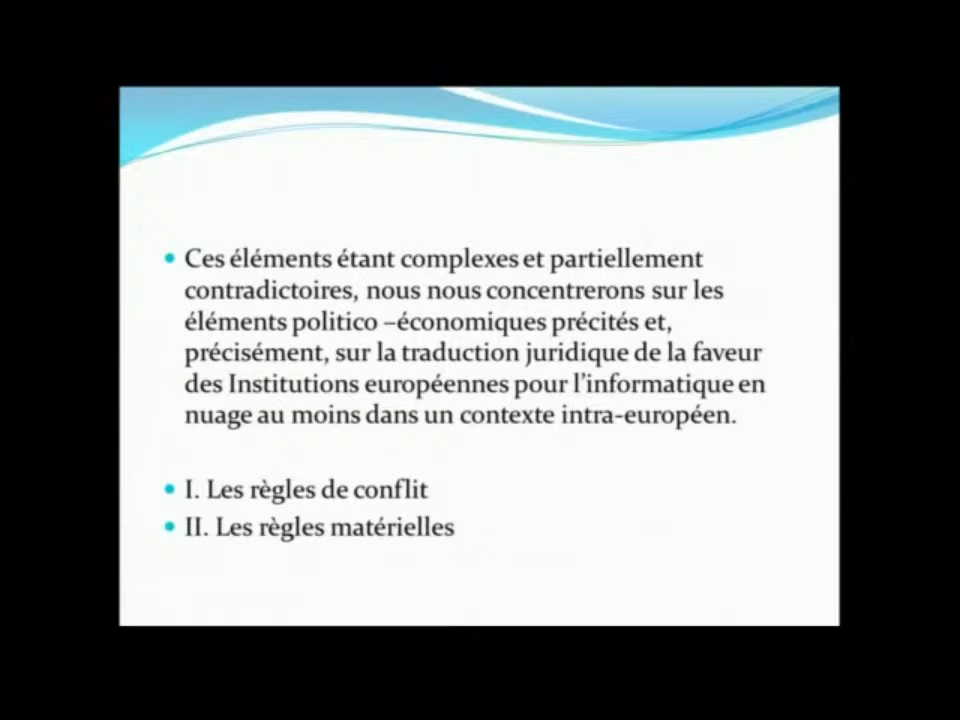 Ces éléments étant complexes et partiellement
contradictoires, nous nous concentrerons sur les
éléments politico –économiques précités et,
précisément, sur la traduction juridique de la faveur
des Institutions européennes pour l'informatique en
nuage au moins dans un contexte intra-européen.
I. Les règles de conflit
II. Les règles matérielles